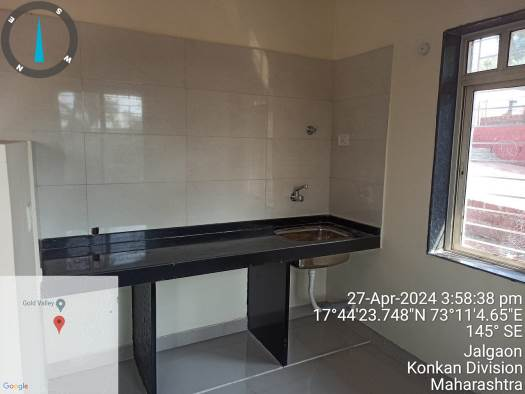 N
E
S
W
Gold Valley
Google
27-Apr-2024 3:58:38 pm
17°44'23.748"N 73°11'4.65"E
145° SE
Jalgaon
Konkan Division
Maharashtra